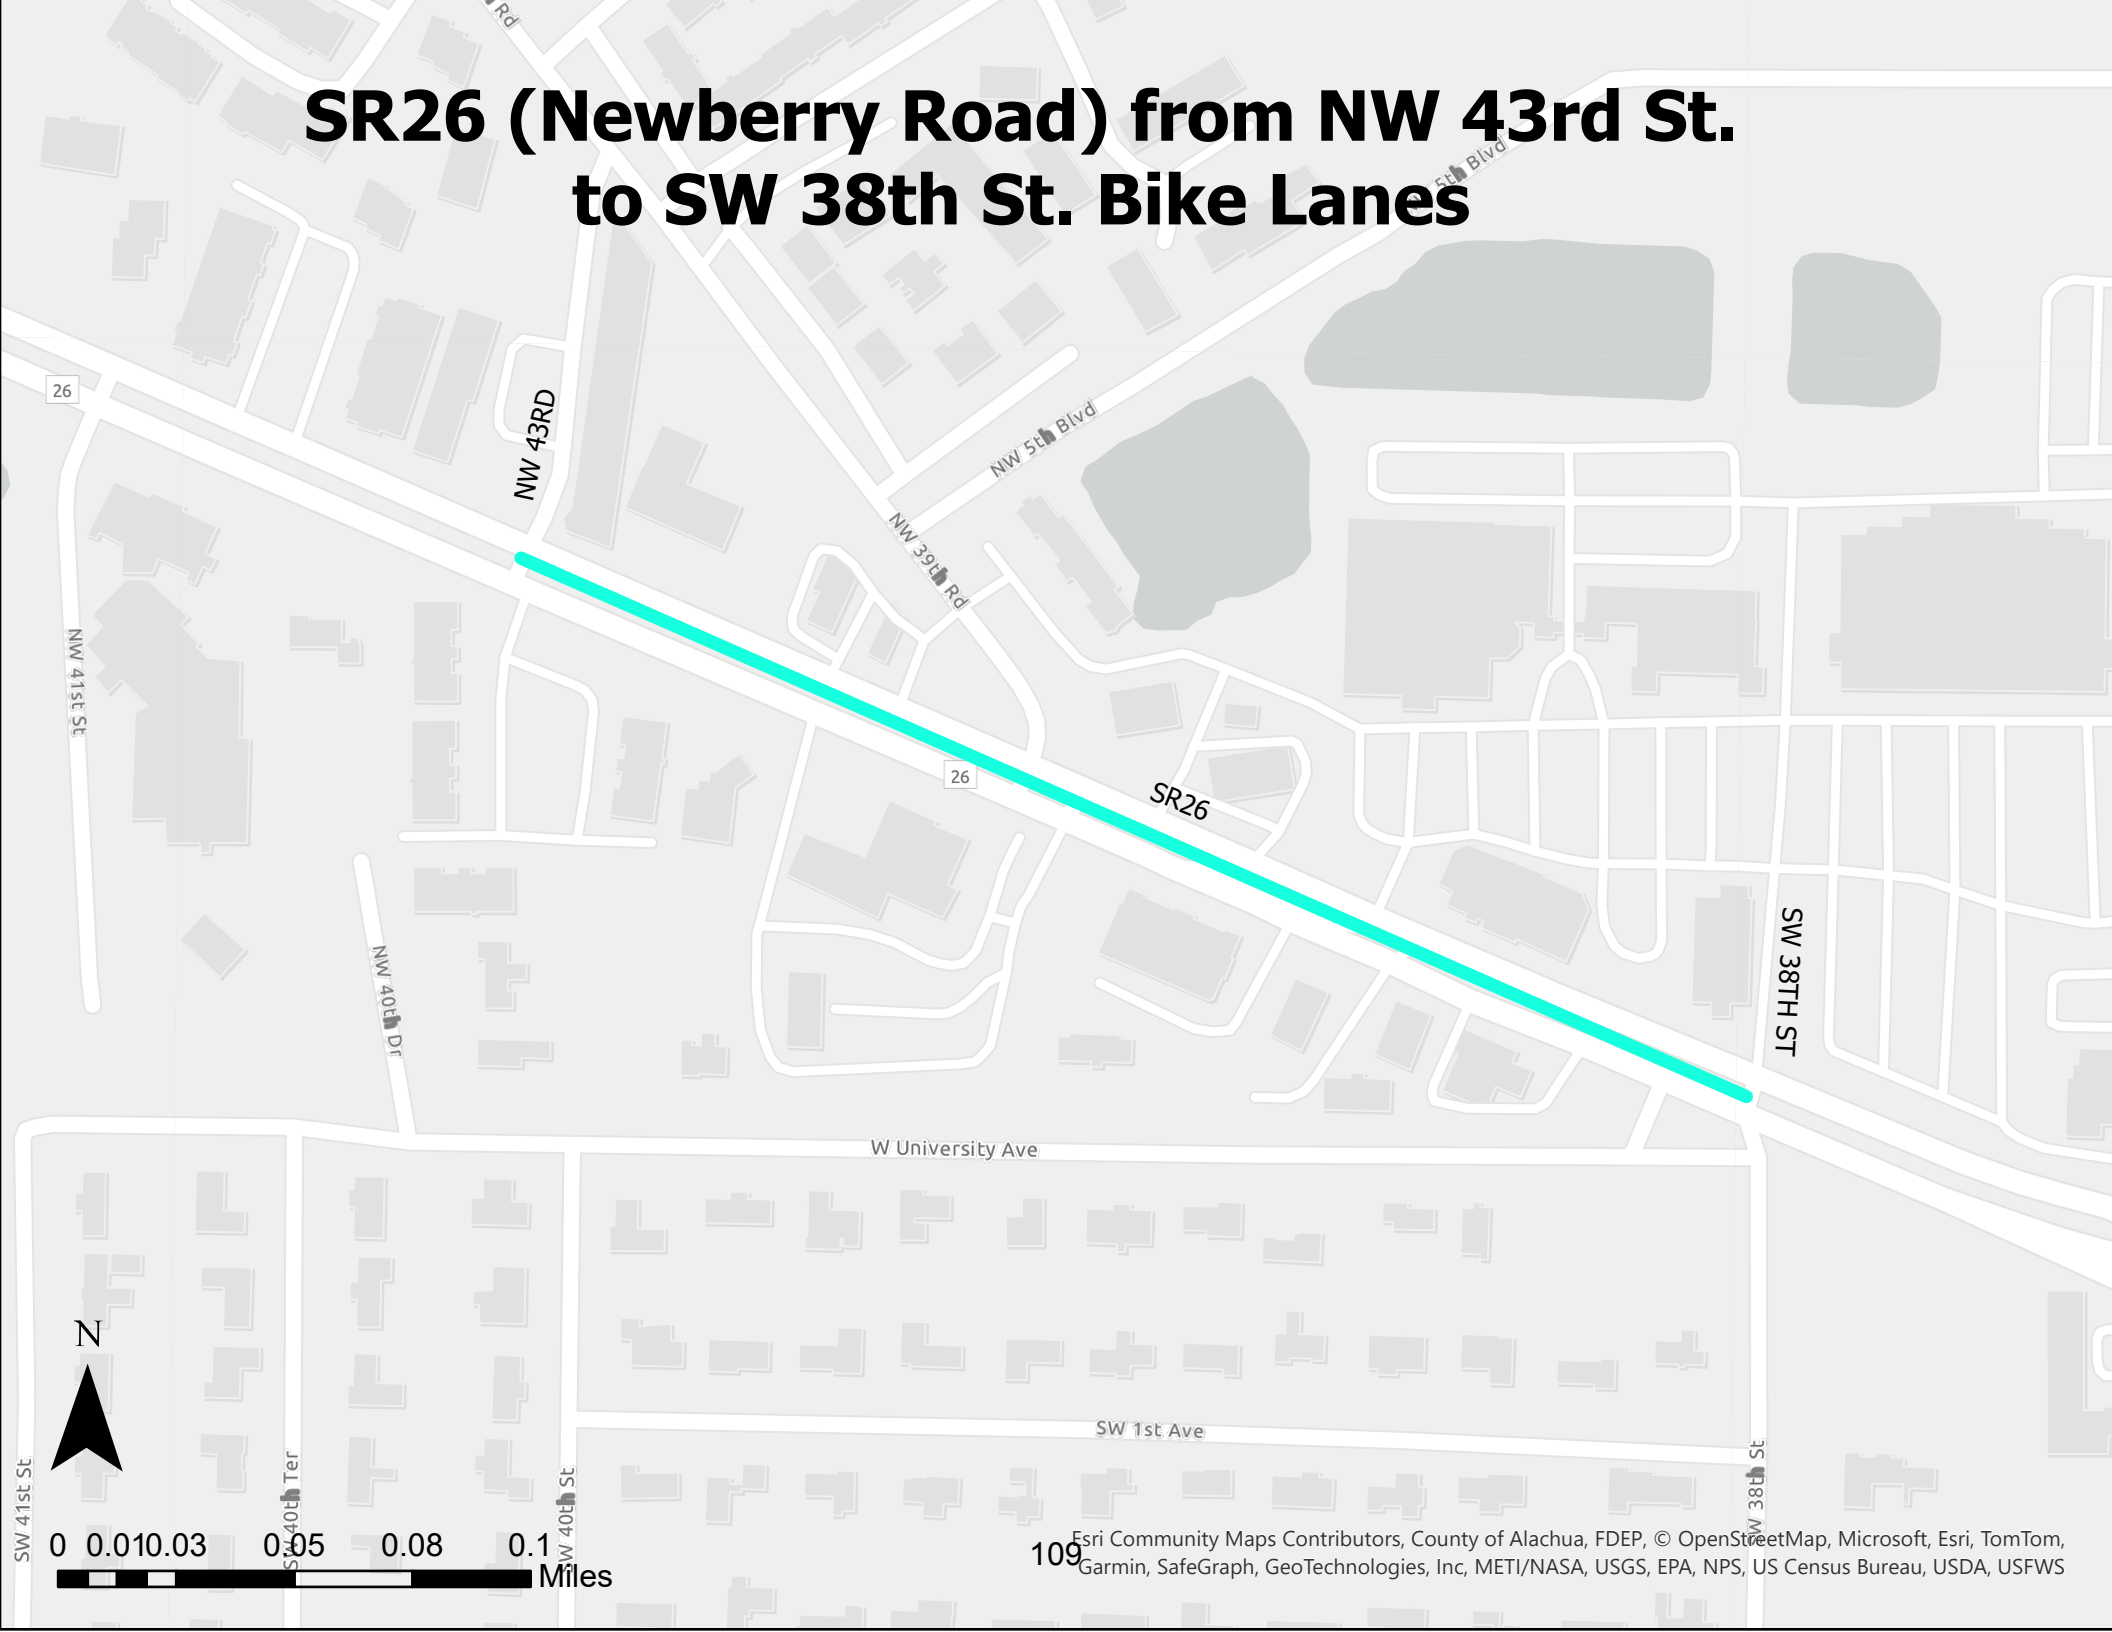 Rd
SR26 (Newberry Road) from NW 43rd St.
to SW 38th St. Bike Lanes
5th Blvd
26
NW 43RD
NW 5th Blvd
NW 39th Rd
NW 41st St
26
SR26
SW 38TH ST
NW 40th Dr
W University Ave
N
SW 1st Ave
SW 41st St
SW 40th Ter
SW 40th St
SW 38th St
0 0.010.03 0.05 0.08 0.1
Miles
109
Esri Community Maps Contributors, County of Alachua, FDEP, © OpenStreetMap, Microsoft, Esri, TomTom,
Garmin, SafeGraph, GeoTechnologies, Inc, METI/NASA, USGS, EPA, NPS, US Census Bureau, USDA, USFWS